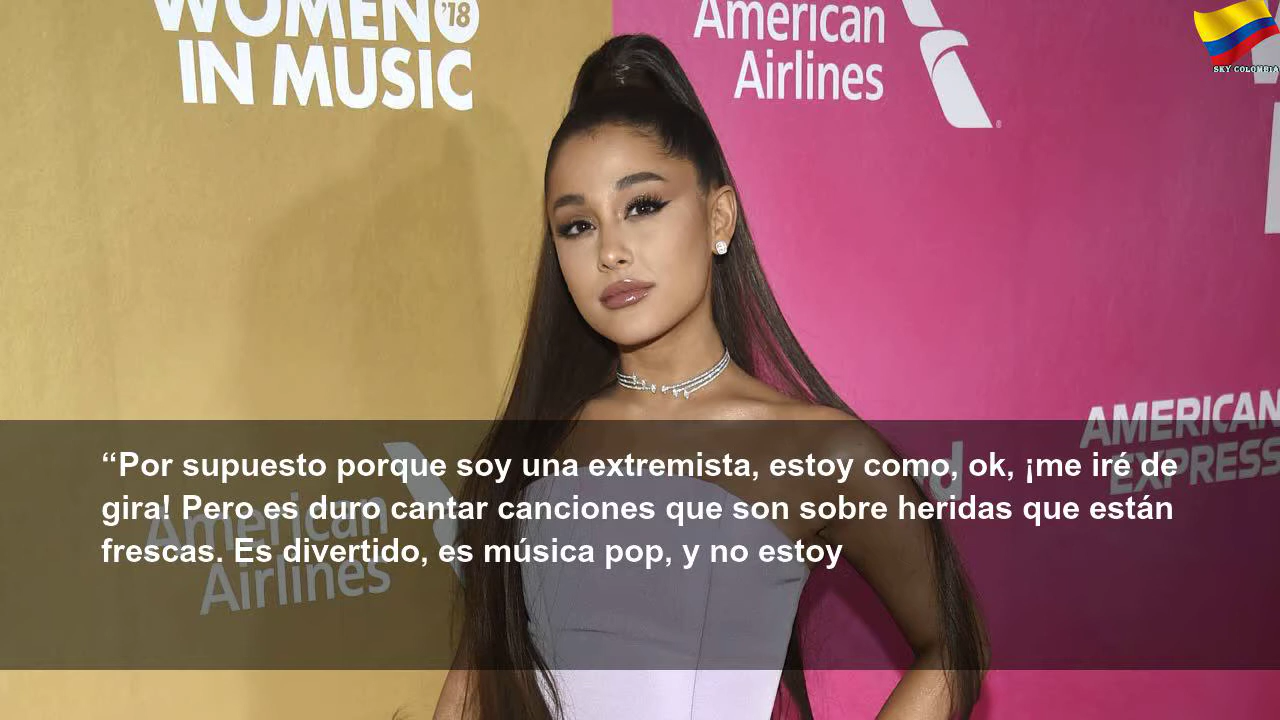 WOMEN
'18
IN MUSIC
American
Airlines
SKY COLOMBIA
AMERICAN
EXPRESS
“Por supuesto porque soy una extremista, estoy como, ok, ¡me iré de
gira! Pero es duro cantar canciones que son sobre heridas que están
frescas. Es divertido, es música pop, y no estoy
American
Airlines